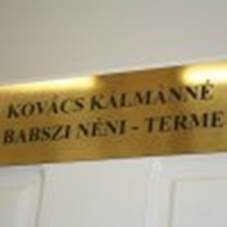 KOVÁCS KÁLMÁNNÉ
BABSZI NÉNI - TERME